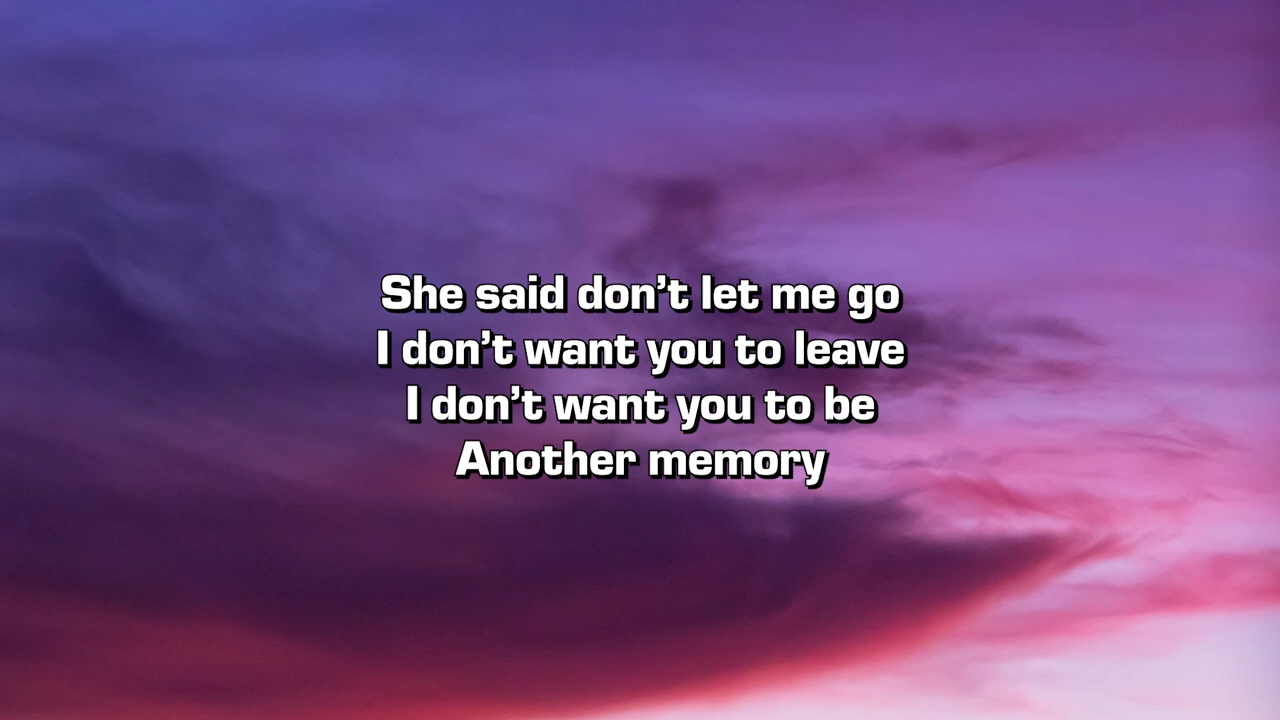 She said don’t let me go
I don’t want you to leave
I don’t want you to be
Another memory